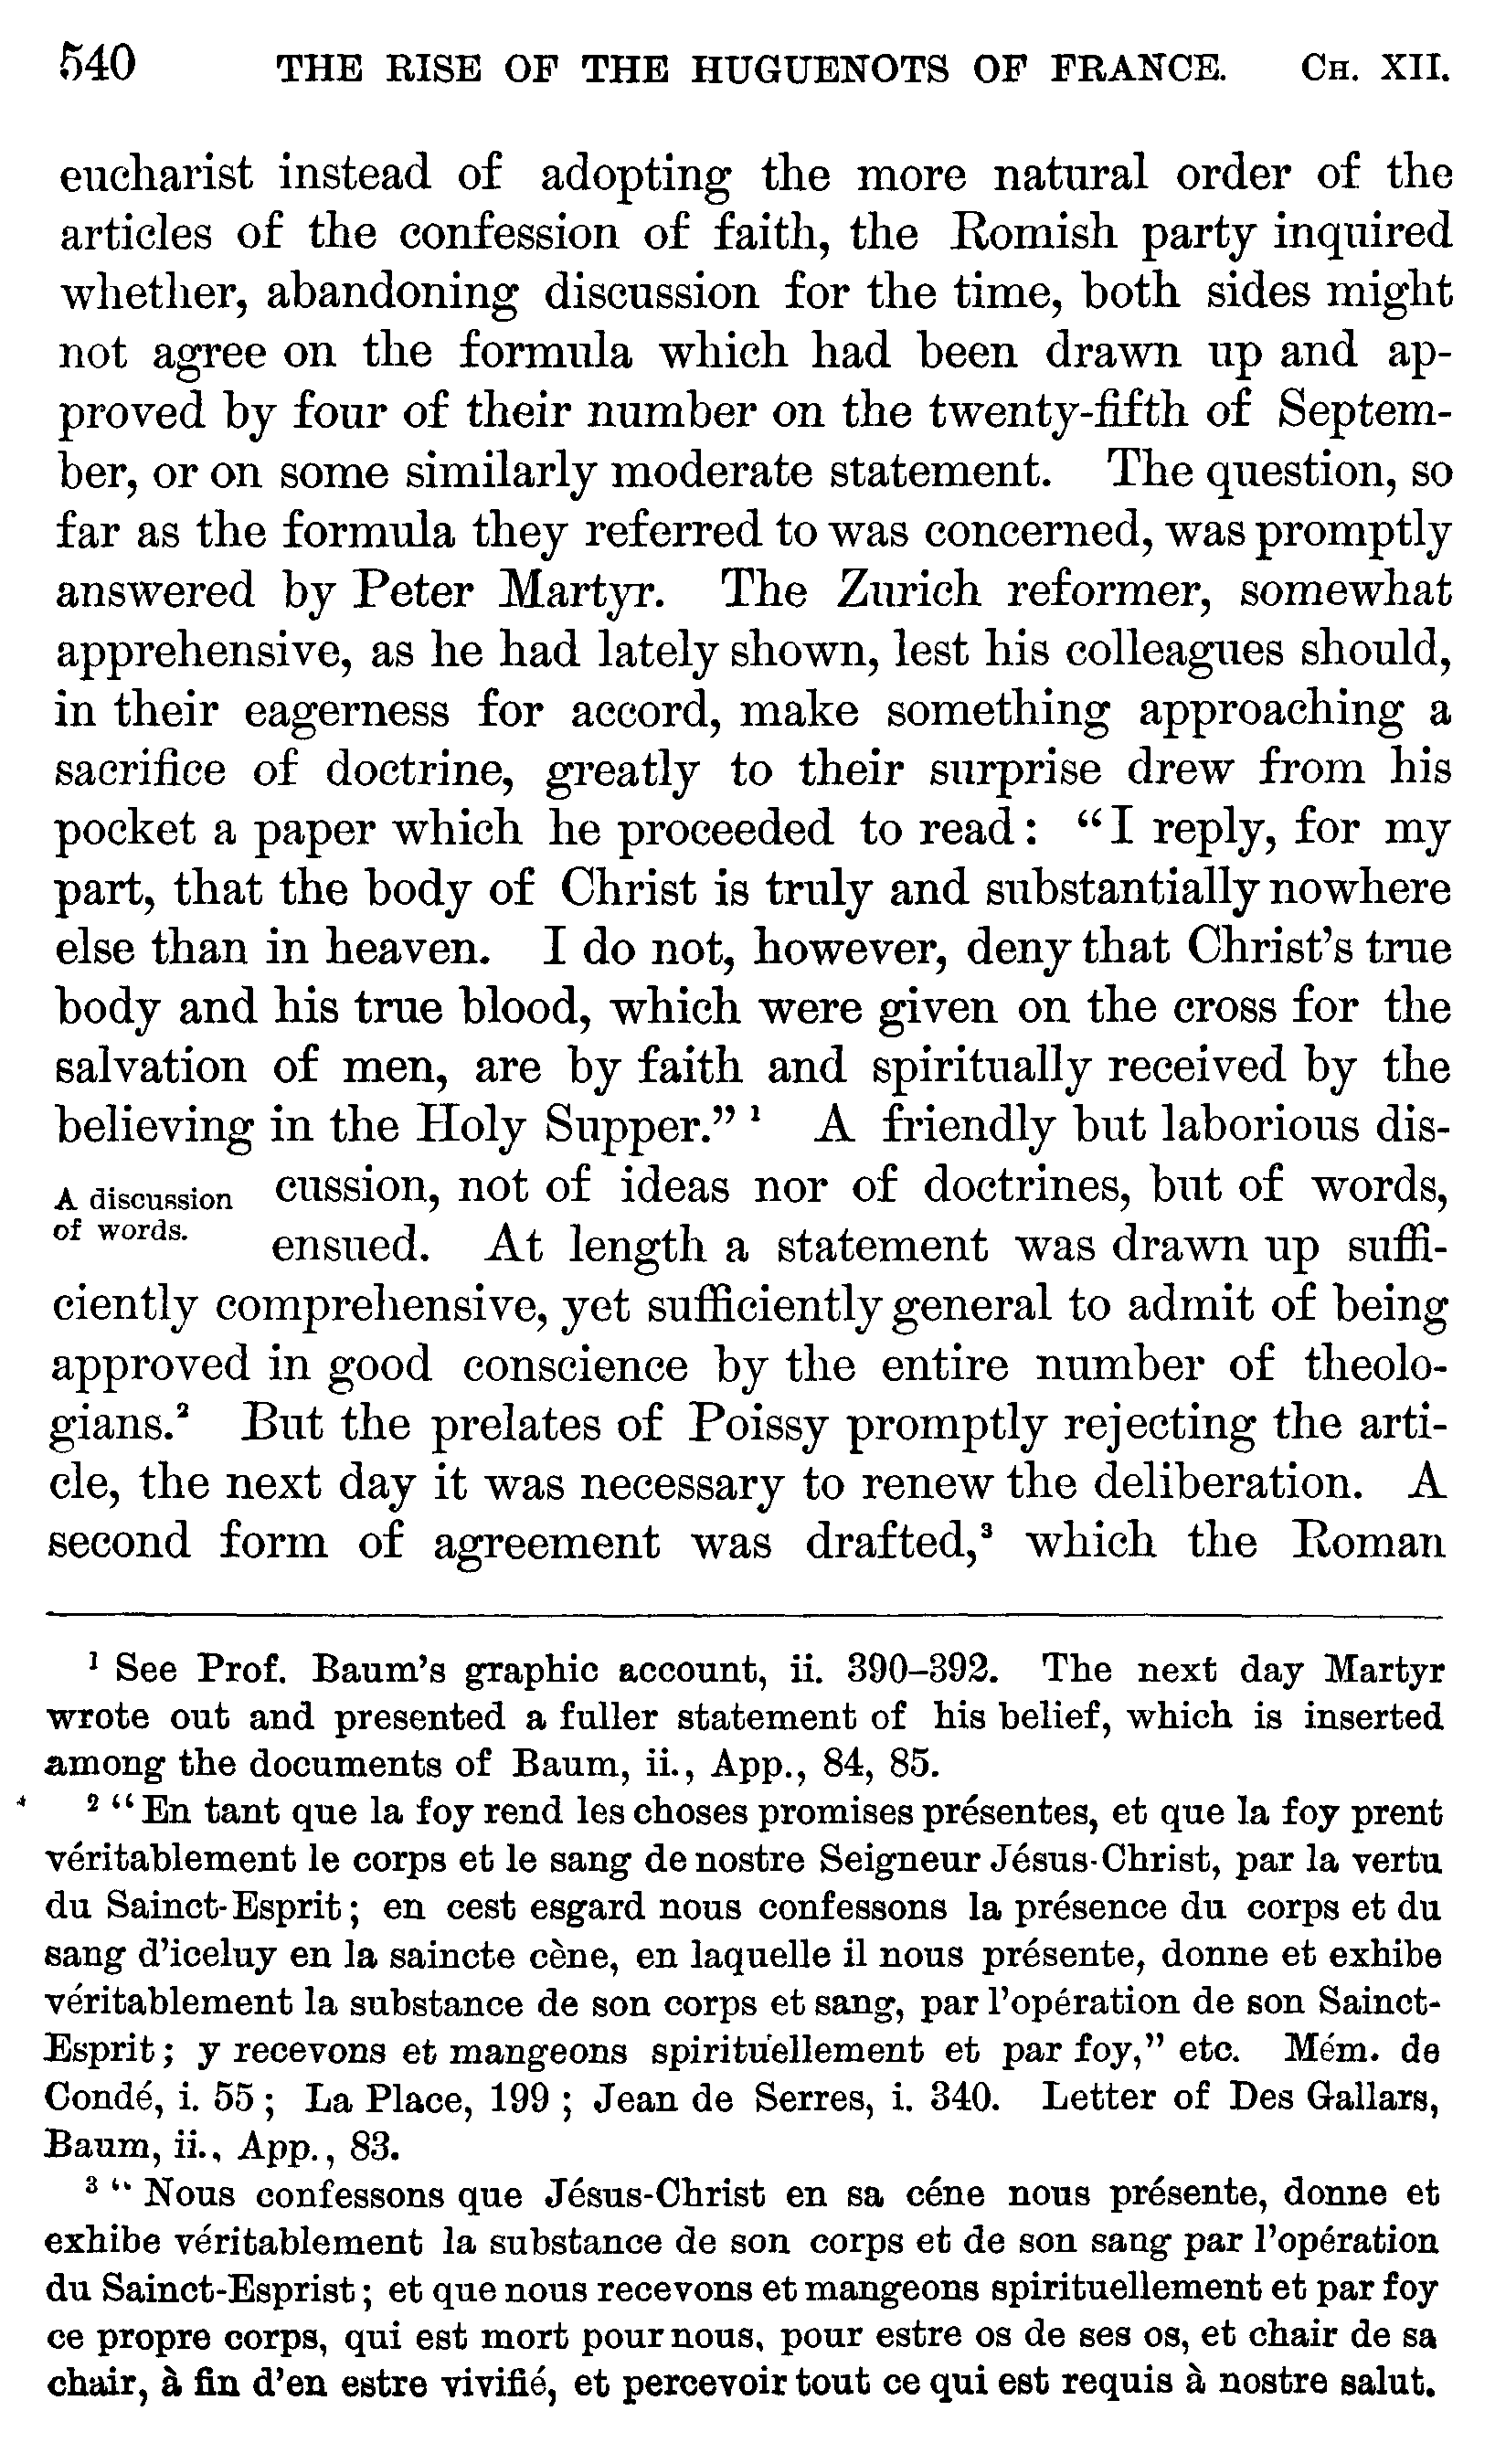 540 THE RISE OF THE HUGUENOTS OF FRANCE. CH. XII.
eucharist instead of adopting the more natural order of the
articles of the confession of faith, the Romish party inquired
whether, abandoning discussion for the time, both sides might
not agree on the formula which had been drawn up and ap-
proved by four of their number on the twenty-fifth of Septem-
ber, or on some similarly moderate statement. The question, so
far as the formula they referred to was concerned, was promptly
answered by Peter Martyr. The Zurich reformer, somewhat
apprehensive, as he had lately shown, lest his colleagues should,
in their eagerness for accord, make something approaching a
sacrifice of doctrine, greatly to their surprise drew from his
pocket a paper which he proceeded to read: “I reply, for my
part, that the body of Christ is truly and substantially nowhere
else than in heaven. I do not, however, deny that Christ’s true
body and his true blood, which were given on the cross for the
salvation of men, are by faith and spiritually received by the
believing in the Holy Supper.” ¹ A friendly but laborious dis-
A discussion
of words.
cussion, not of ideas nor of doctrines, but of words,
ensued. At length a statement was drawn up suffi-
ciently comprehensive, yet sufficiently general to admit of being
approved in good conscience by the entire number of theolo-
gians.² But the prelates of Poissy promptly rejecting the arti-
cle, the next day it was necessary to renew the deliberation. A
second form of agreement was drafted,³ which the Roman
¹ See Prof. Baum’s graphic account, ii. 390–392. The next day Martyr
wrote out and presented a fuller statement of his belief, which is inserted
among the documents of Baum, ii., App., 84, 85.
² “En tant que la foy rend les choses promises présentes, et que la foy prent
véritablement le corps et le sang de nostre Seigneur Jésus-Christ, par la vertu
du Sainct-Esprit; en cest esgard nous confessons la présence du corps et du
sang d’iceluy en la saincte cène, en laquelle il nous présente, donne et exhibe
véritablement la substance de son corps et sang, par l’opération de son Sainct-
Esprit; y recevons et mangeons spirituellement et par foy,” etc. Mém. de
Condé, i. 55; La Place, 199; Jean de Serres, i. 340. Letter of Des Gallars,
Baum, ii., App., 83.
³ “Nous confessons que Jésus-Christ en sa céne nous présente, donne et
exhibe véritablement la substance de son corps et de son sang par l’opération
du Sainct-Esprist; et que nous recevons et mangeons spirituellement et par foy
ce propre corps, qui est mort pour nous, pour estre os de ses os, et chair de sa
chair, à fin d’en estre vivifié, et percevoir tout ce qui est requis à nostre salut.